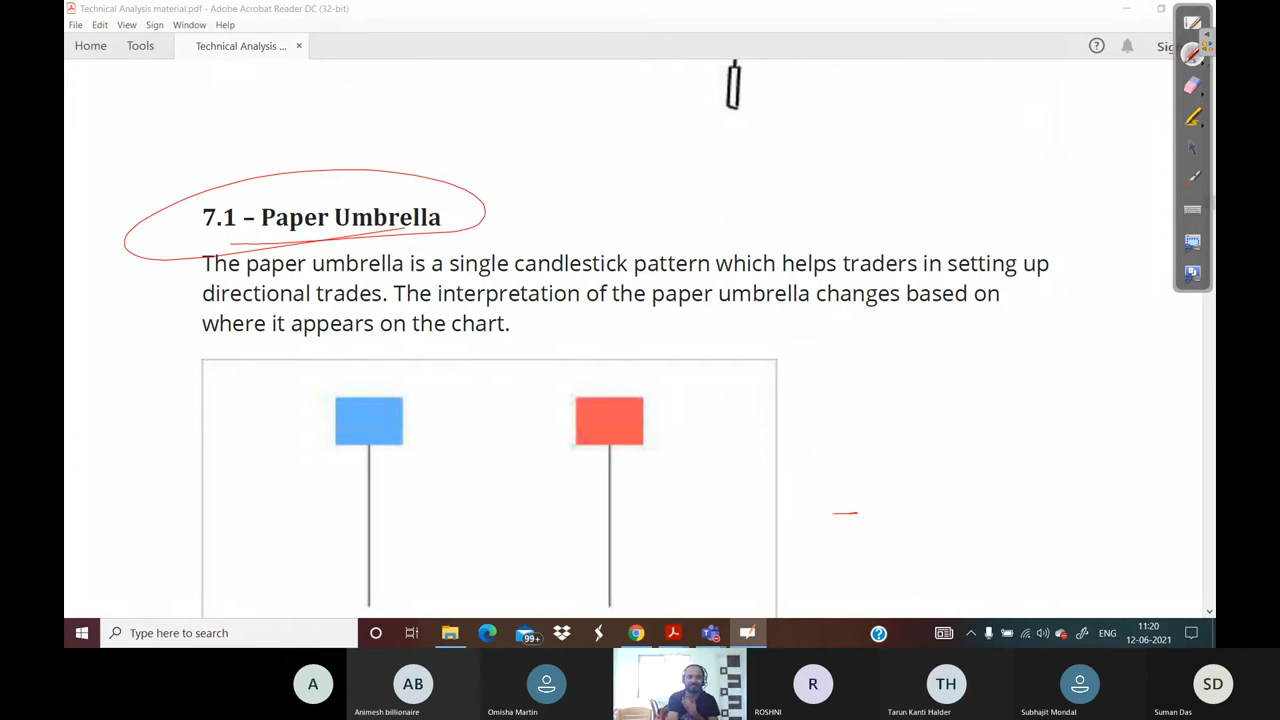 Technical Analysis material.pdf - Adobe Acrobat Reader DC (32-bit)
File Edit View Sign Window Help
Home Tools Technical Analysis ... ×
7.1 – Paper Umbrella
The paper umbrella is a single candlestick pattern which helps traders in setting up
directional trades. The interpretation of the paper umbrella changes based on
where it appears on the chart.
Type here to search
99+
ENG
11:20
12-06-2021
A
AB
R
TH
SD
Animesh billionaire
Omisha Martin
ROSHNI
Tarun Kanti Halder
Subhajit Mondal
Suman Das